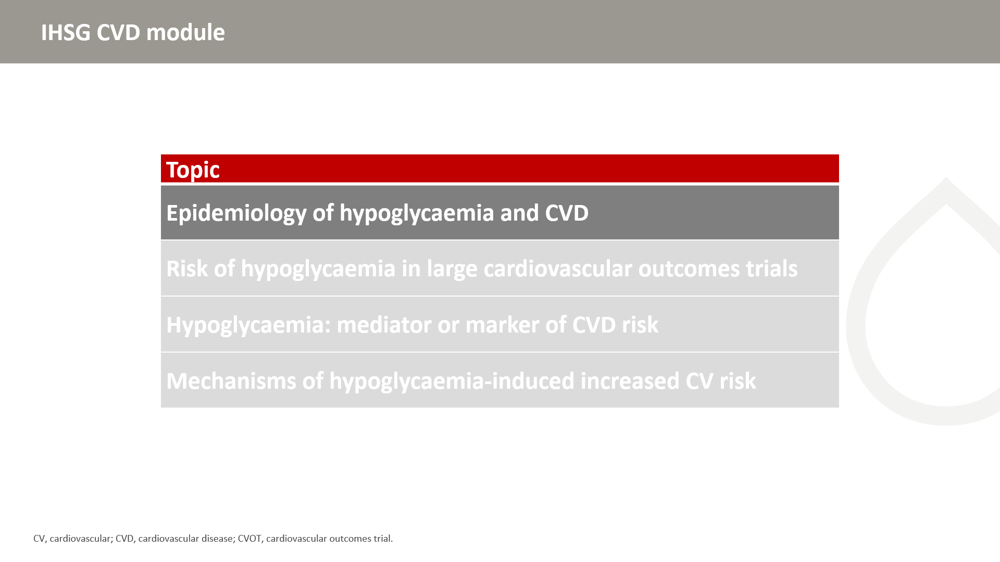 IHSG CVD module
Topic
Epidemiology of hypoglycaemia and CVD
Risk of hypoglycaemia in large cardiovascular outcomes trials
Hypoglycaemia: mediator or marker of CVD risk
Mechanisms of hypoglycaemia-induced increased CV risk
CV, cardiovascular; CVD, cardiovascular disease; CVOT, cardiovascular outcomes trial.